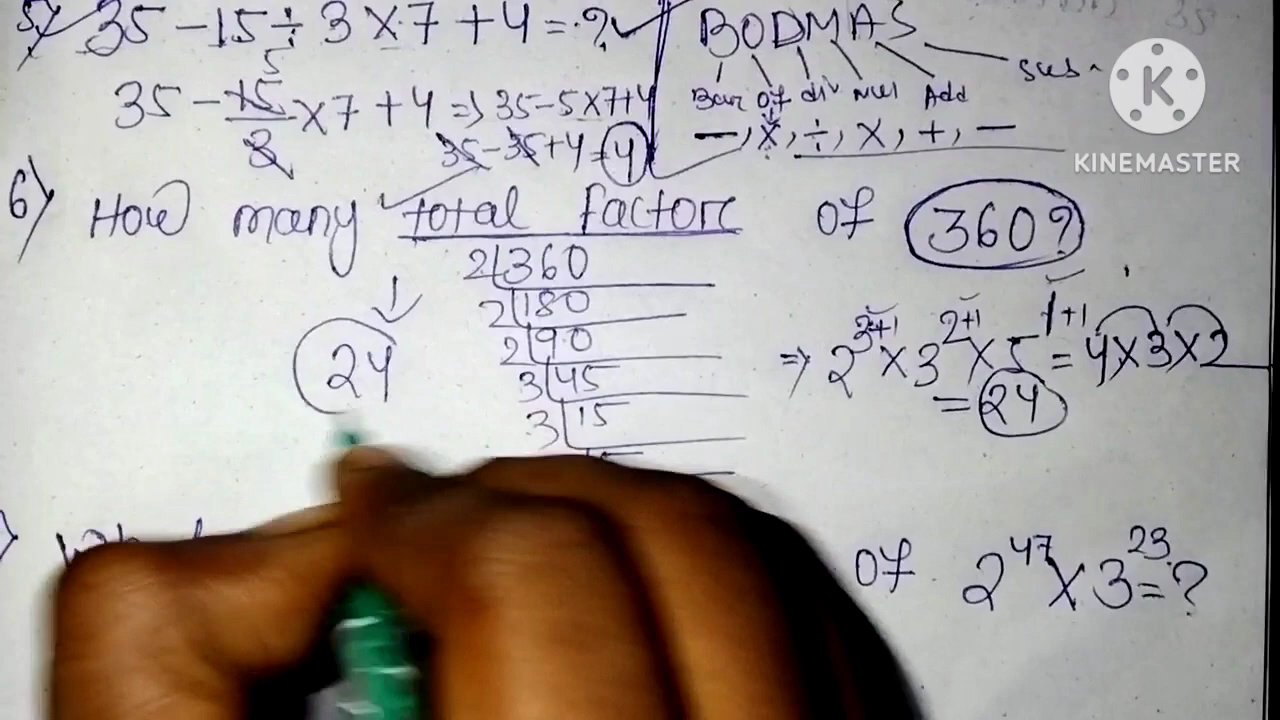 5) 35 - 15 ÷ 3 × 7 + 4 = ?
35 - 15/3 × 7 + 4 => 35 - 5 × 7 + 4
5
35 - 35 + 4 = 4
BODMAS
Bar of div Mul Add sub
—, ×, ÷, ×, +, −
KINEMASTER
6) How many total factors of 360?
2 360
2 180
2 90
3 45
3 15
24
=> 2^3+1 × 3^2+1 × 5^1+1 = 4 × 3 × 2
= 24
of 2^47 × 3^23 = ?